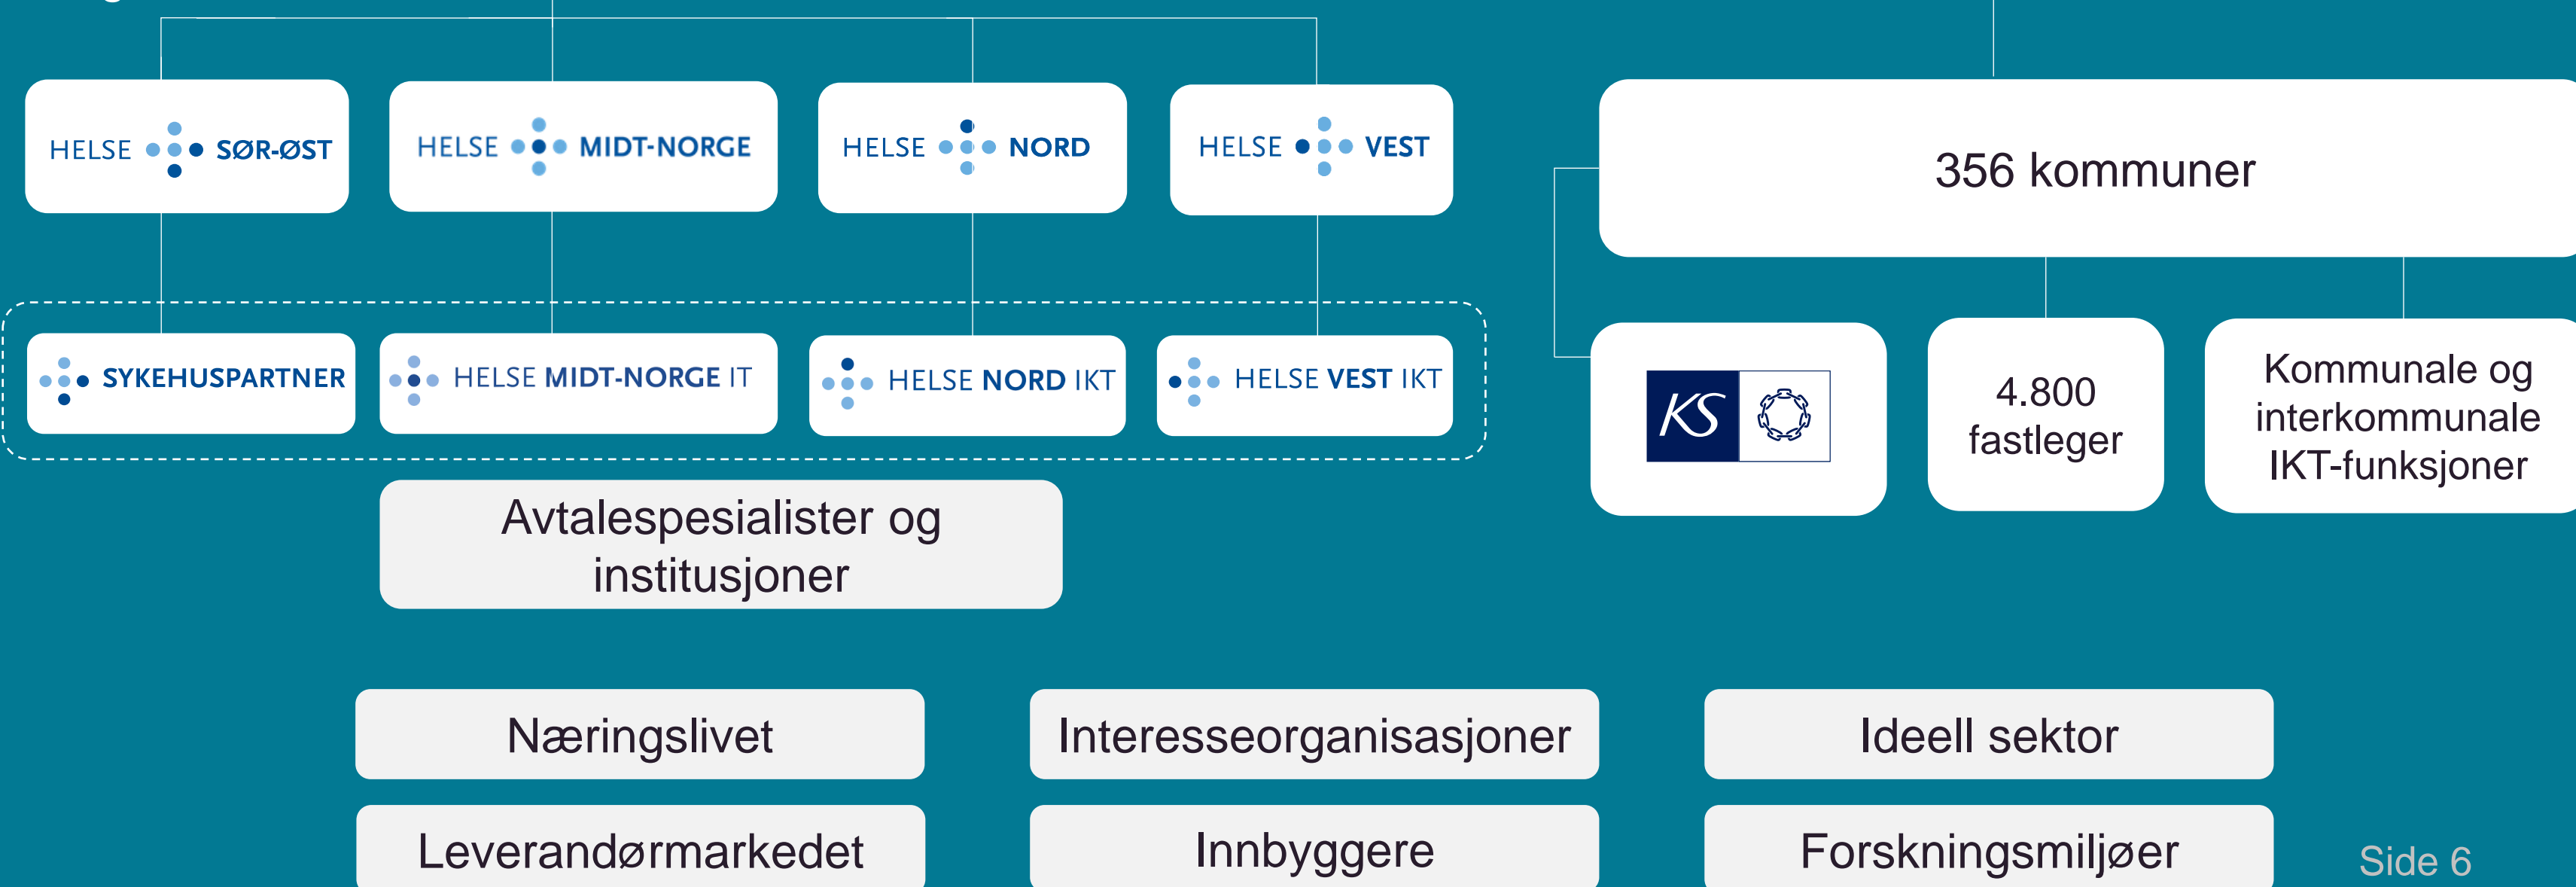 HELSE SØR-ØST
HELSE MIDT-NORGE
HELSE NORD
HELSE VEST
356 kommuner
SYKEHUSPARTNER
HELSE MIDT-NORGE IT
HELSE NORD IKT
HELSE VEST IKT
KS
4.800
fastleger
Kommunale og
interkommunale
IKT-funksjoner
Avtalespesialister og
institusjoner
Næringslivet
Interesseorganisasjoner
Ideell sektor
Leverandørmarkedet
Innbyggere
Forskningsmiljøer
Side 6